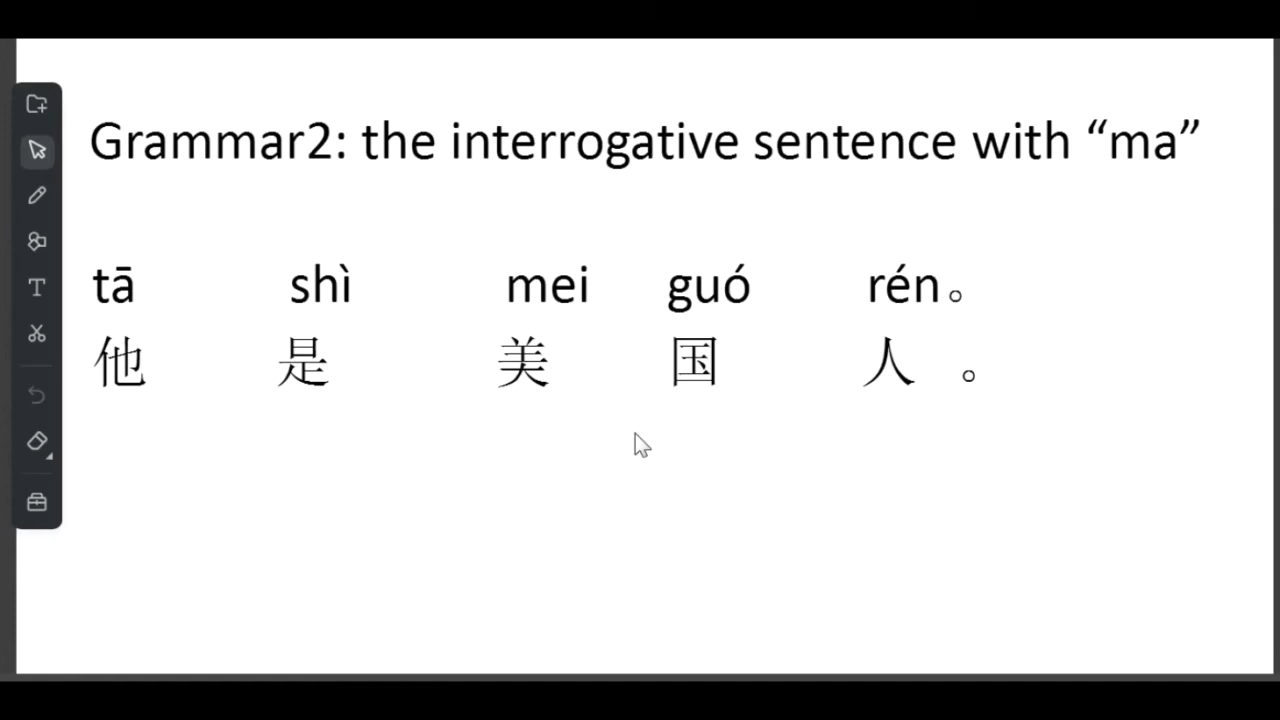 Grammar2: the interrogative sentence with “ma”
tā shì mei guó rén。
他 是 美 国 人 。